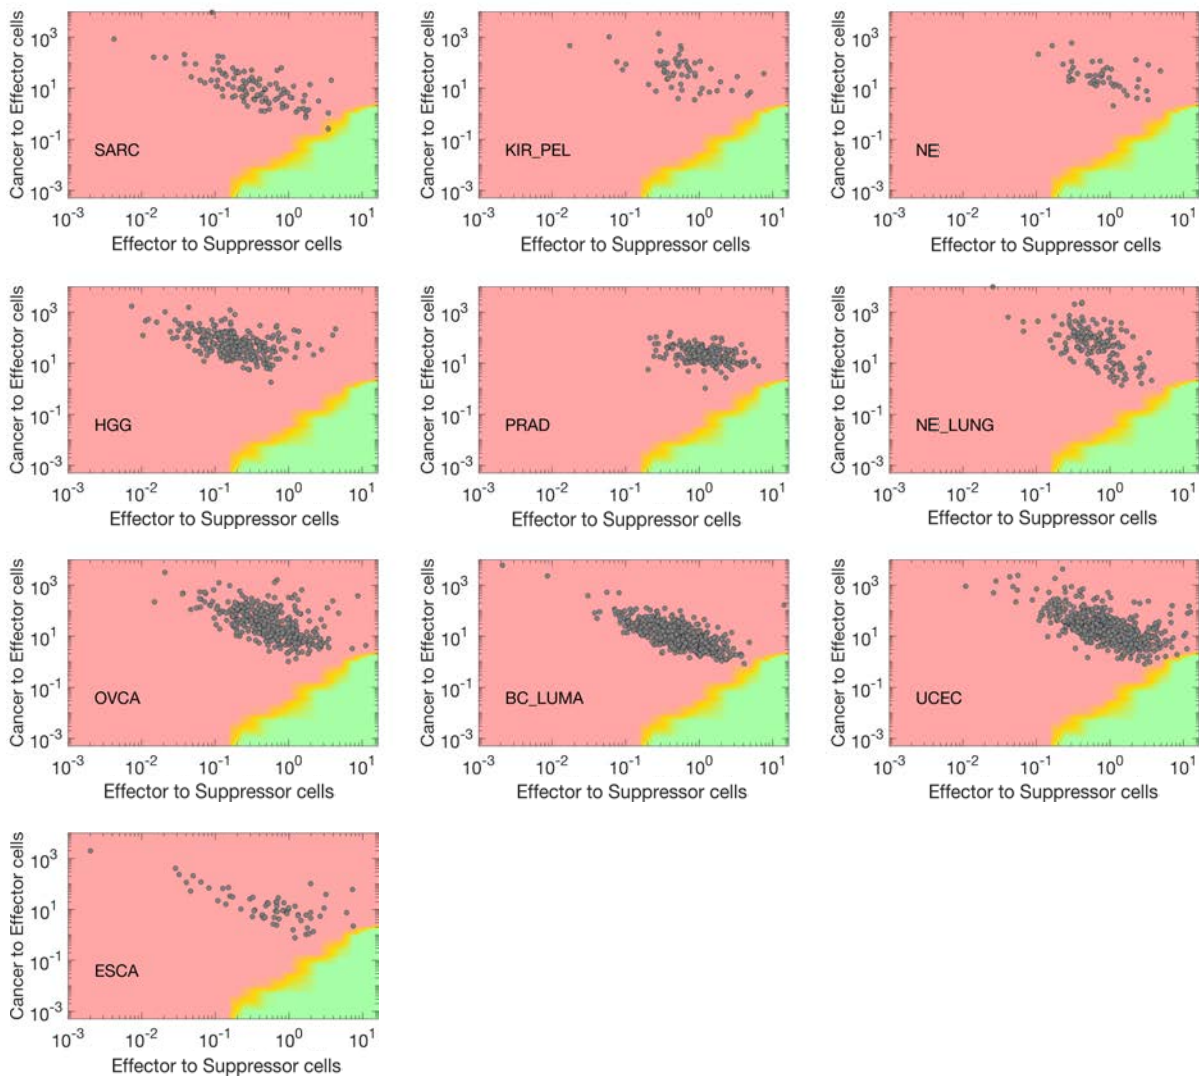 Cancer to Effector cells
10^3
10^1
10^-1
10^-3
SARC
10^-3 10^-2 10^-1 10^0 10^1
Effector to Suppressor cells
Cancer to Effector cells
10^3
10^1
10^-1
10^-3
KIR_PEL
10^-3 10^-2 10^-1 10^0 10^1
Effector to Suppressor cells
Cancer to Effector cells
10^3
10^1
10^-1
10^-3
NE
10^-3 10^-2 10^-1 10^0 10^1
Effector to Suppressor cells
Cancer to Effector cells
10^3
10^1
10^-1
10^-3
HGG
10^-3 10^-2 10^-1 10^0 10^1
Effector to Suppressor cells
Cancer to Effector cells
10^3
10^1
10^-1
10^-3
PRAD
10^-3 10^-2 10^-1 10^0 10^1
Effector to Suppressor cells
Cancer to Effector cells
10^3
10^1
10^-1
10^-3
NE_LUNG
10^-3 10^-2 10^-1 10^0 10^1
Effector to Suppressor cells
Cancer to Effector cells
10^3
10^1
10^-1
10^-3
OVCA
10^-3 10^-2 10^-1 10^0 10^1
Effector to Suppressor cells
Cancer to Effector cells
10^3
10^1
10^-1
10^-3
BC_LUMA
10^-3 10^-2 10^-1 10^0 10^1
Effector to Suppressor cells
Cancer to Effector cells
10^3
10^1
10^-1
10^-3
UCEC
10^-3 10^-2 10^-1 10^0 10^1
Effector to Suppressor cells
Cancer to Effector cells
10^3
10^1
10^-1
10^-3
ESCA
10^-3 10^-2 10^-1 10^0 10^1
Effector to Suppressor cells